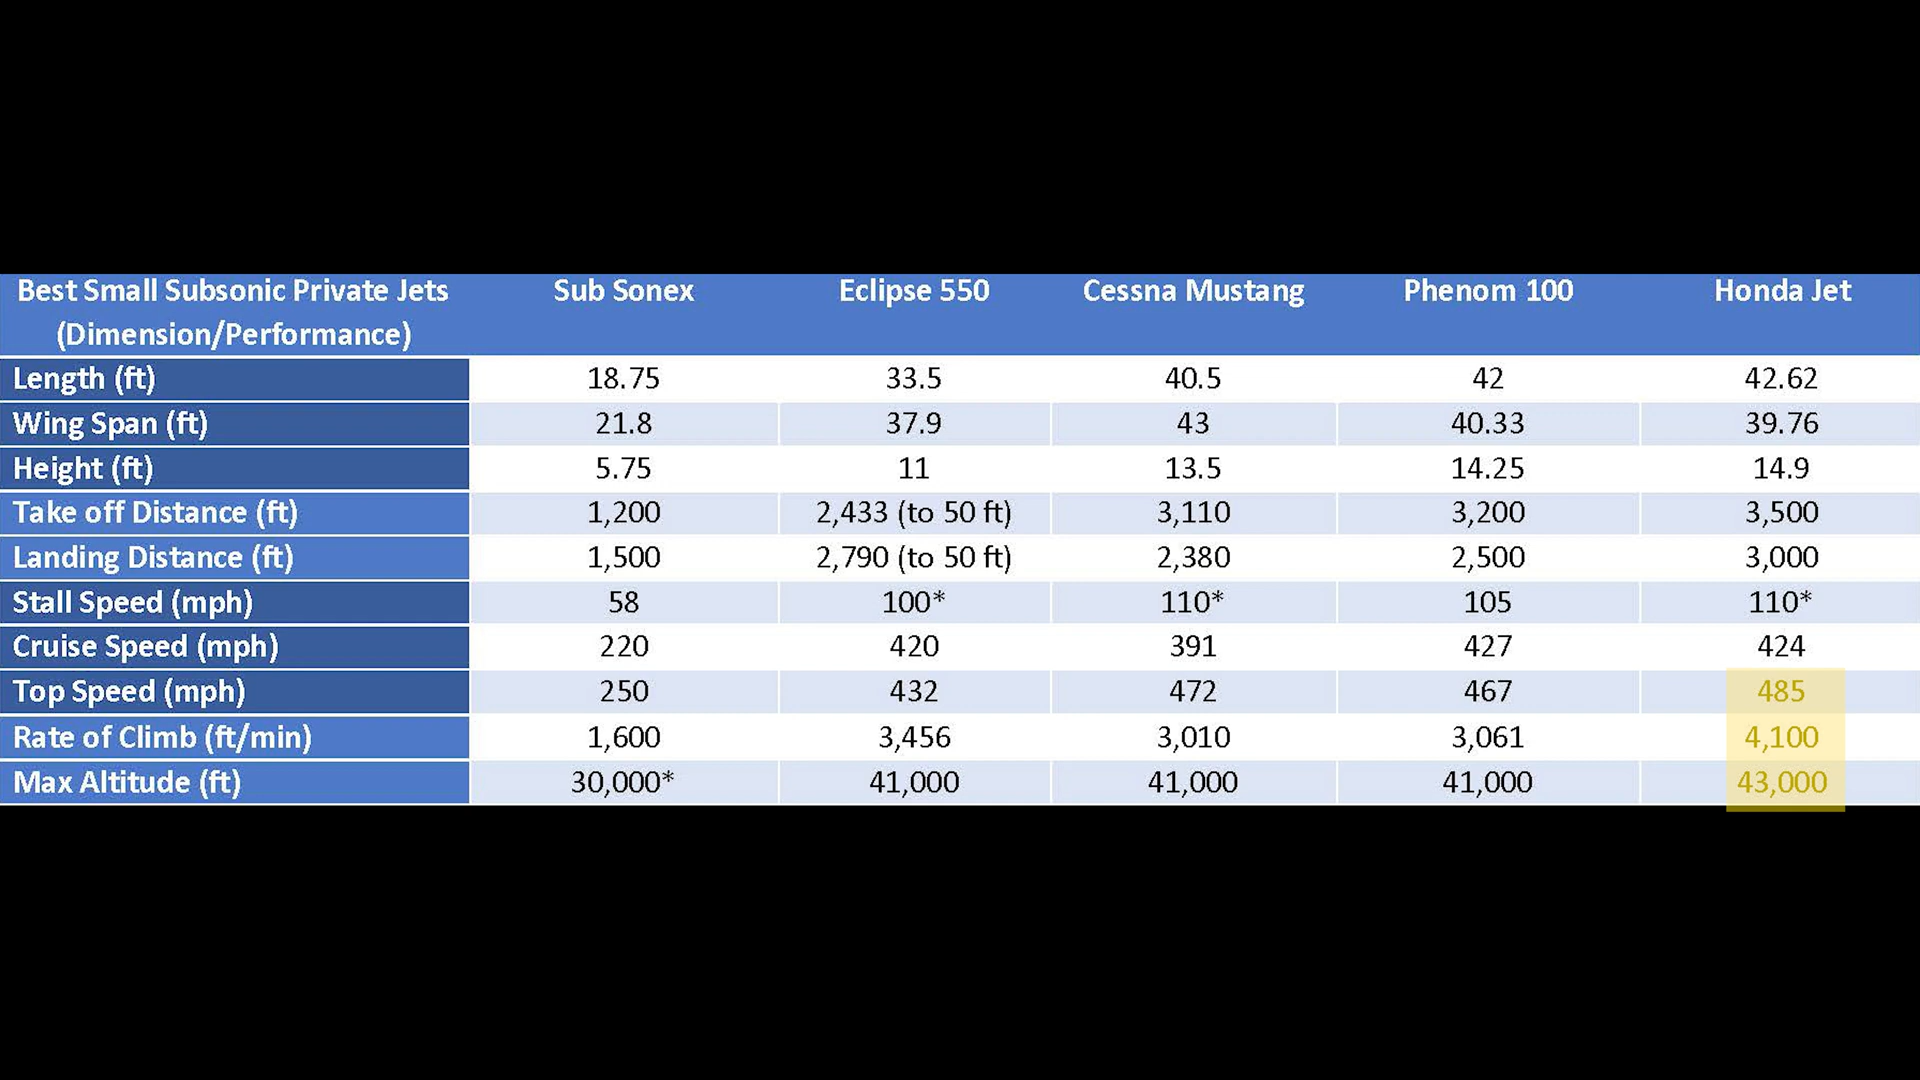 Best Small Subsonic Private Jets Sub Sonex Eclipse 550 Cessna Mustang Phenom 100 Honda Jet
(Dimension/Performance)
Length (ft) 18.75 33.5 40.5 42 42.62
Wing Span (ft) 21.8 37.9 43 40.33 39.76
Height (ft) 5.75 11 13.5 14.25 14.9
Take off Distance (ft) 1,200 2,433 (to 50 ft) 3,110 3,200 3,500
Landing Distance (ft) 1,500 2,790 (to 50 ft) 2,380 2,500 3,000
Stall Speed (mph) 58 100* 110* 105 110*
Cruise Speed (mph) 220 420 391 427 424
Top Speed (mph) 250 432 472 467 485
Rate of Climb (ft/min) 1,600 3,456 3,010 3,061 4,100
Max Altitude (ft) 30,000* 41,000 41,000 41,000 43,000